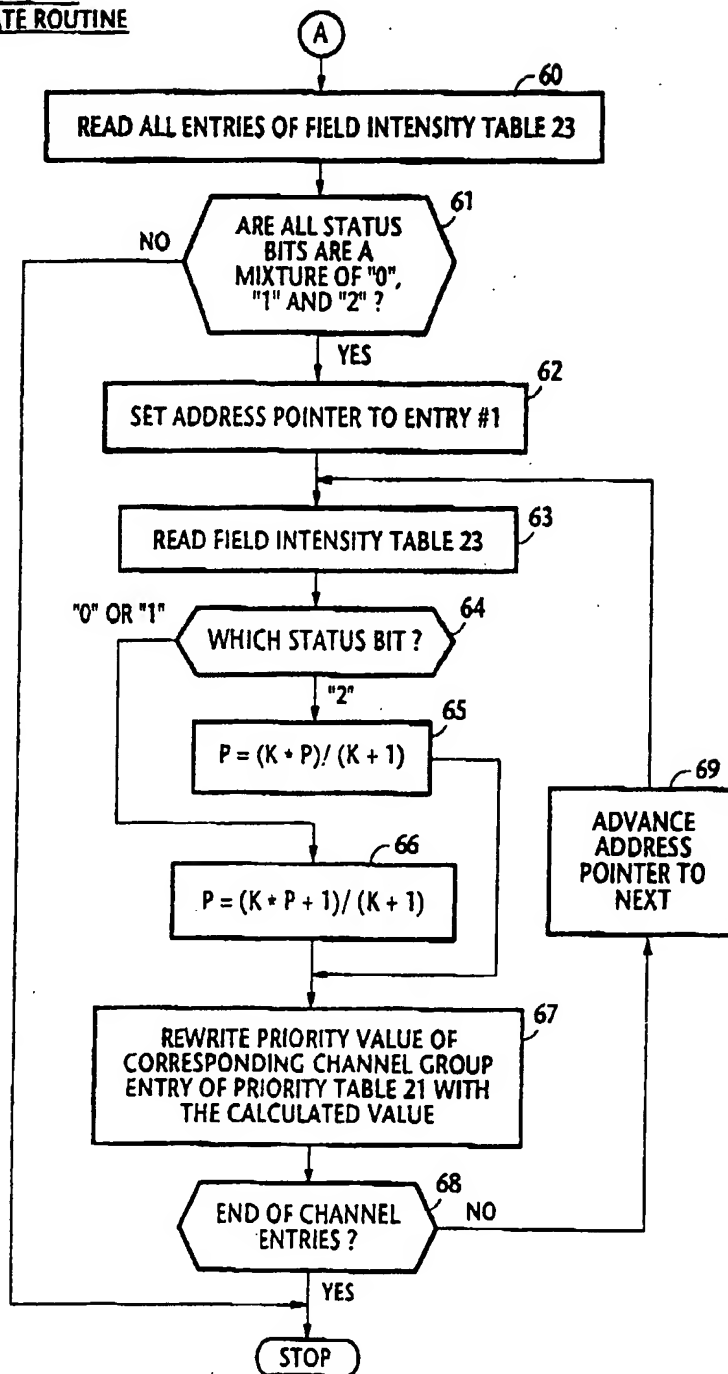 ATE ROUTINE
A
60
READ ALL ENTRIES OF FIELD INTENSITY TABLE 23
61
ARE ALL STATUS
BITS ARE A
MIXTURE OF "0",
"1" AND "2" ?
NO
YES
62
SET ADDRESS POINTER TO ENTRY #1
63
READ FIELD INTENSITY TABLE 23
64
"0" OR "1"
WHICH STATUS BIT ?
"2"
65
P = (K * P)/ (K + 1)
66
P = (K * P + 1)/ (K + 1)
69
ADVANCE
ADDRESS
POINTER TO
NEXT
67
REWRITE PRIORITY VALUE OF
CORRESPONDING CHANNEL GROUP
ENTRY OF PRIORITY TABLE 21 WITH
THE CALCULATED VALUE
68
END OF CHANNEL
ENTRIES ?
NO
YES
STOP